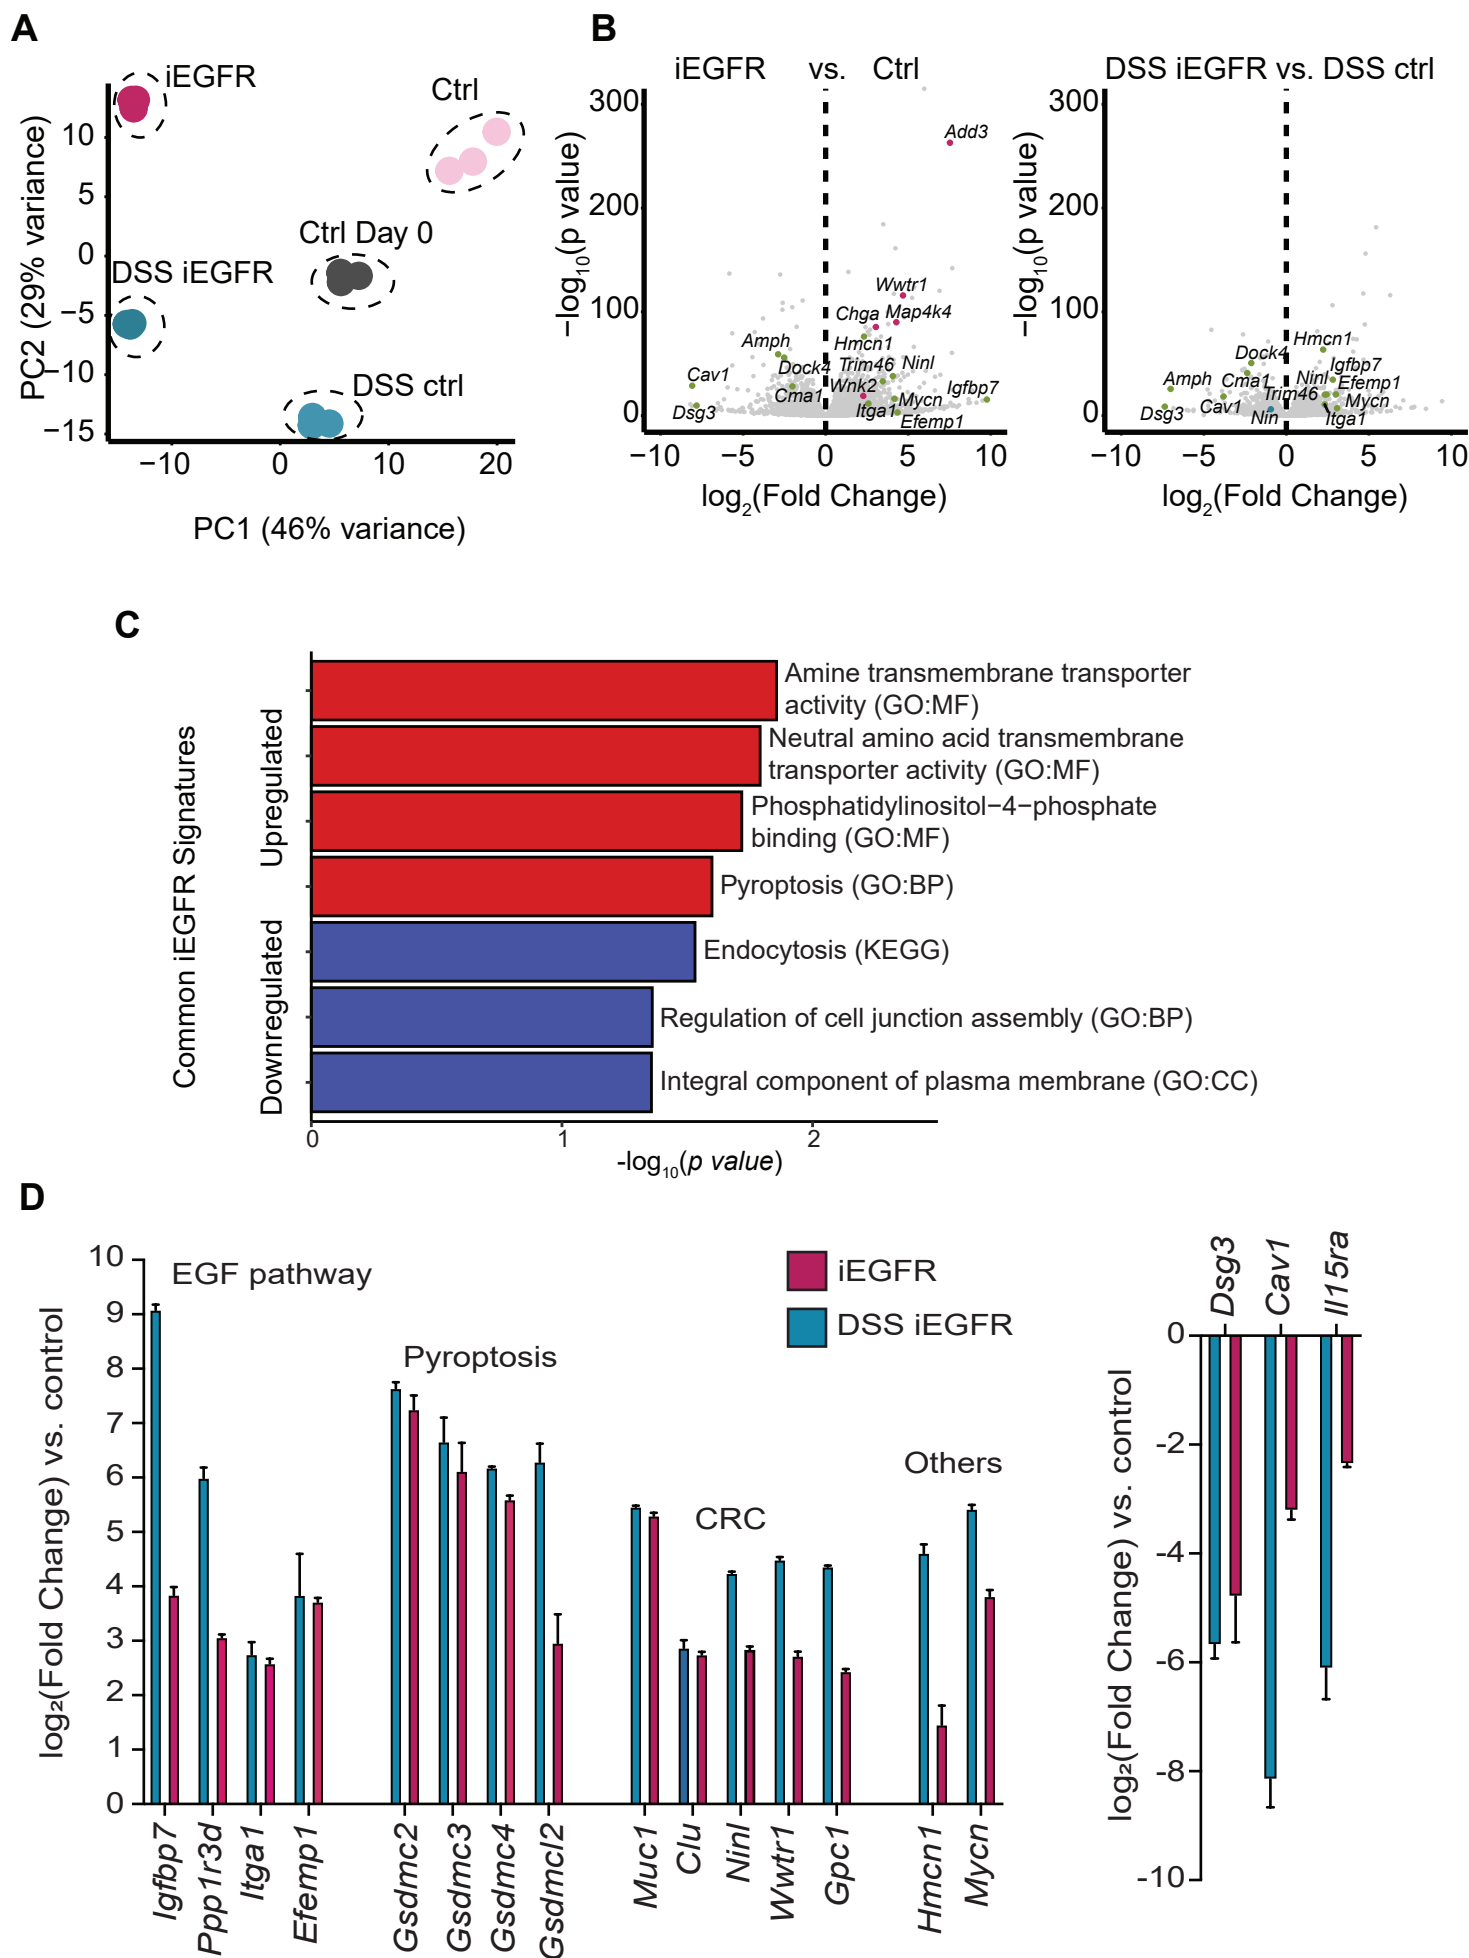 A
iEGFR
Ctrl
Ctrl Day 0
DSS iEGFR
DSS ctrl
PC2 (29% variance)
10
5
0
−5
−10
−15
−10
0
10
20
PC1 (46% variance)
B
iEGFR vs. Ctrl
−log10(p value)
300
200
100
0
Add3
Wwtr1
Chga
Map4k4
Amph
Hmcn1
Dock4
Trim46
Ninl
Cav1
Cma1
Wnk2
Igfbp7
Dsg3
Itga1
Mycn
Efemp1
−10
−5
0
5
10
log2(Fold Change)
DSS iEGFR vs. DSS ctrl
−log10(p value)
300
200
100
0
Hmcn1
Dock4
Igfbp7
Amph
Cma1
Ninl
Efemp1
Trim46
Mycn
Dsg3
Cav1
Nin
Itga1
−10
−5
0
5
10
log2(Fold Change)
C
Common iEGFR Signatures
Upregulated
Downregulated
Amine transmembrane transporter
activity (GO:MF)
Neutral amino acid transmembrane
transporter activity (GO:MF)
Phosphatidylinositol−4−phosphate
binding (GO:MF)
Pyroptosis (GO:BP)
Endocytosis (KEGG)
Regulation of cell junction assembly (GO:BP)
Integral component of plasma membrane (GO:CC)
0
1
2
-log10(p value)
D
log₂(Fold Change) vs. control
10
9
8
7
6
5
4
3
2
1
0
EGF pathway
Pyroptosis
CRC
Others
iEGFR
DSS iEGFR
Igfbp7
Ppp1r3d
Itga1
Efemp1
Gsdmc2
Gsdmc3
Gsdmc4
Gsdmcl2
Muc1
Clu
Ninl
Wwtr1
Gpc1
Hmcn1
Mycn
Dsg3
Cav1
Il15ra
log₂(Fold Change) vs. control
0
-2
-4
-6
-8
-10